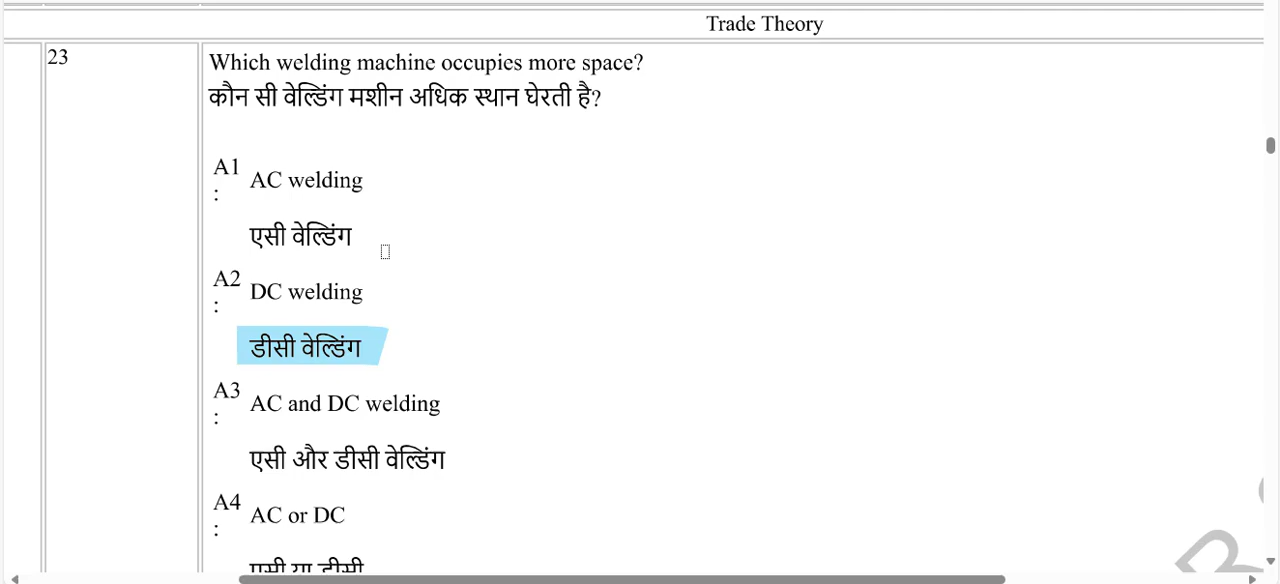 Trade Theory
23
Which welding machine occupies more space?
कौन सी वेल्डिंग मशीन अधिक स्थान घेरती है?
A1
:
AC welding
एसी वेल्डिंग
A2
:
DC welding
डीसी वेल्डिंग
A3
:
AC and DC welding
एसी और डीसी वेल्डिंग
A4
:
AC or DC
एसी या डीसी